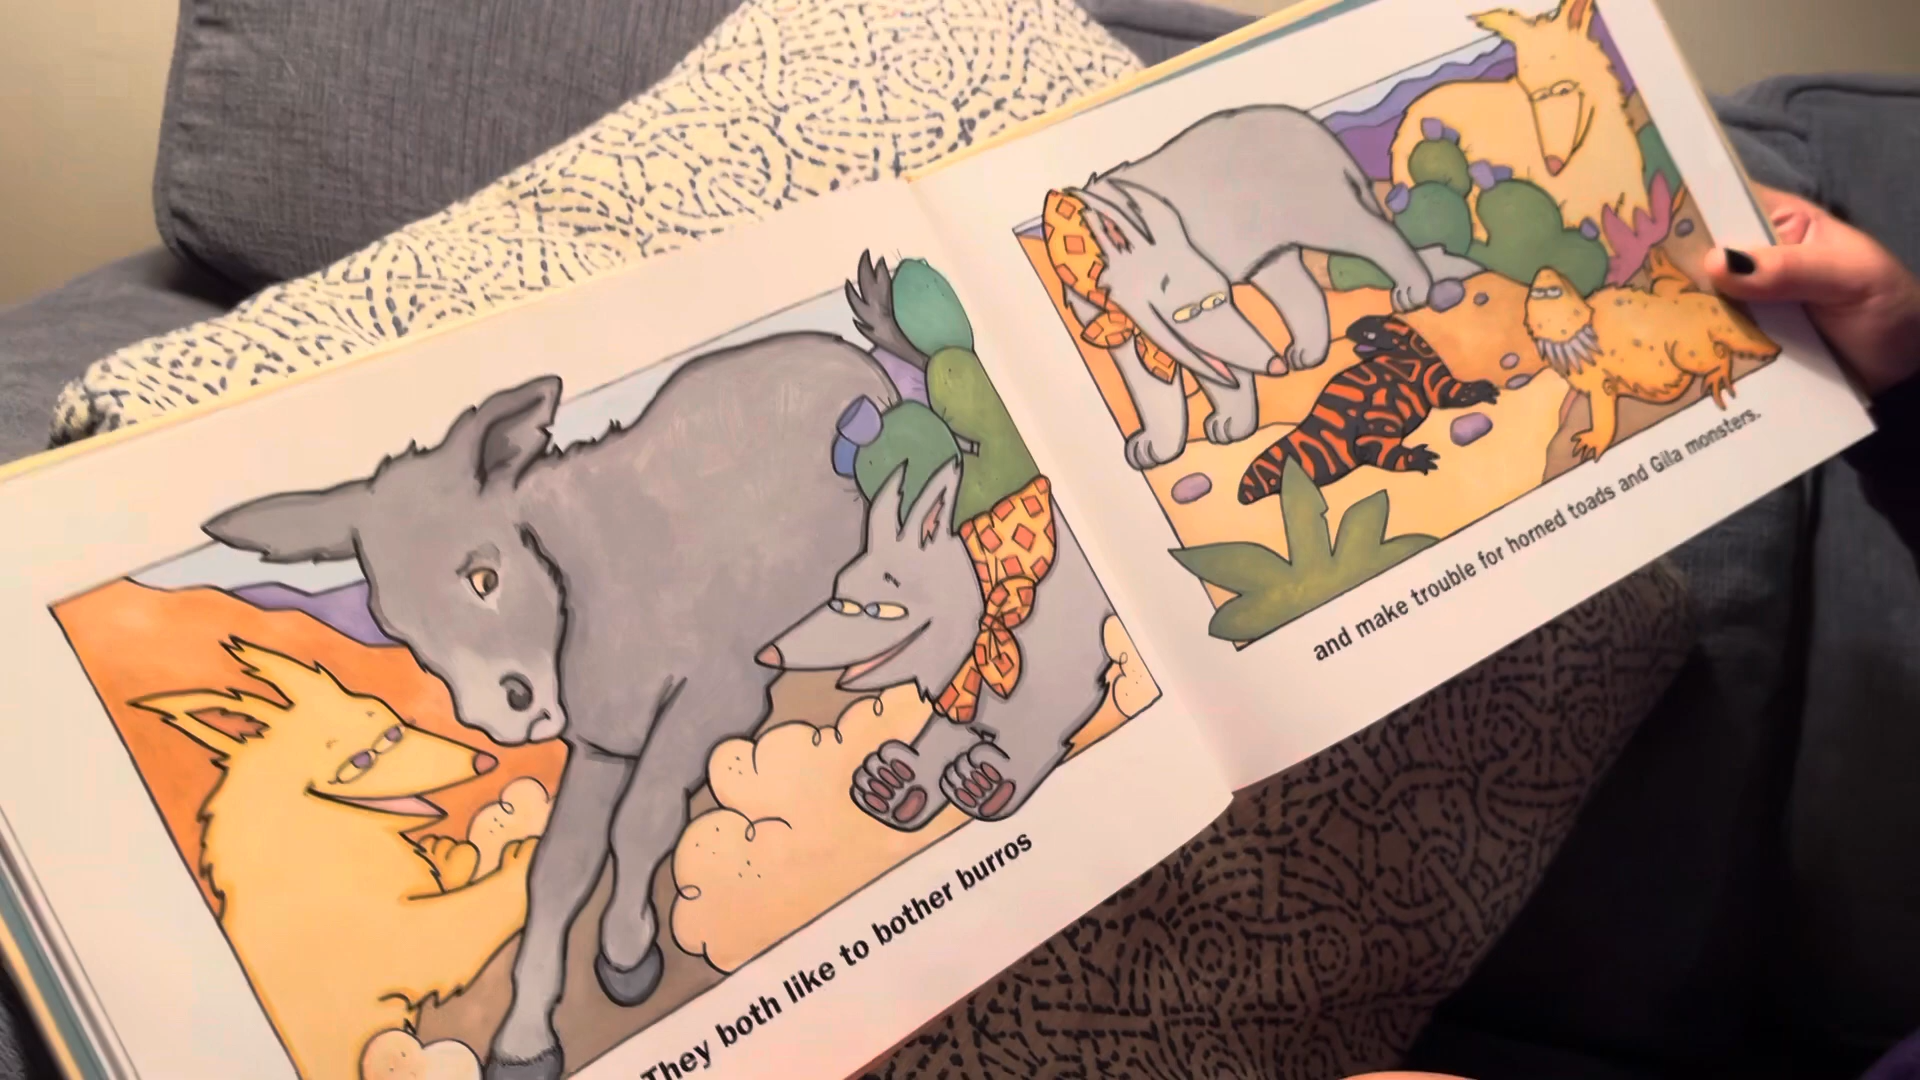 They both like to bother burros
and make trouble for horned toads and Gila monsters.